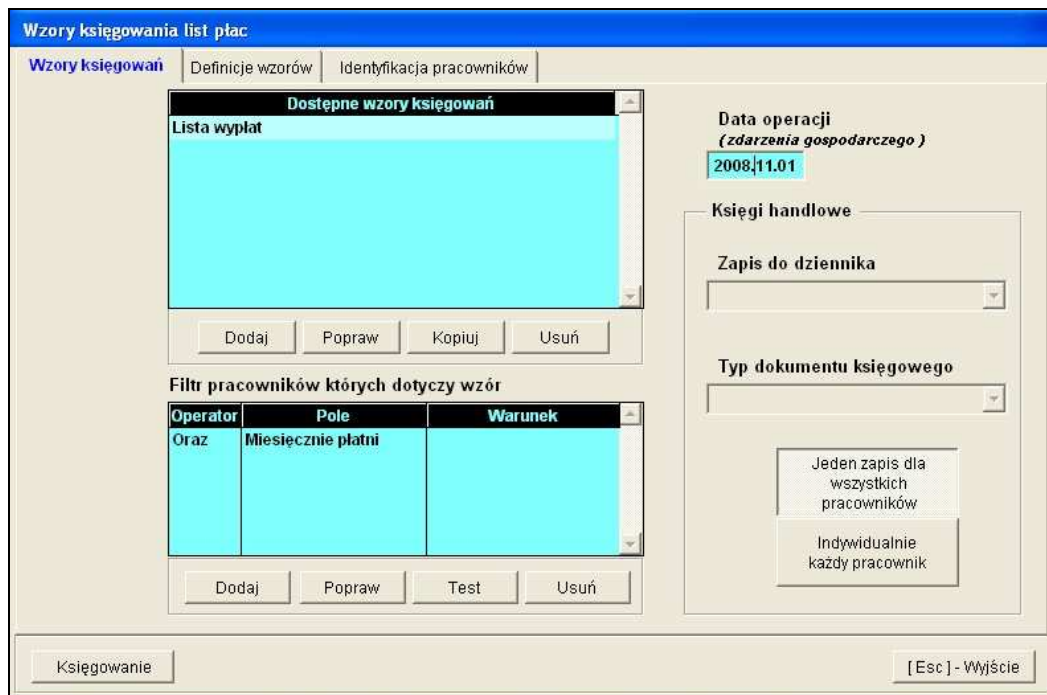 Wzory księgowania list płac
Wzory księgowań Definicje wzorów Identyfikacja pracowników
Dostępne wzory księgowań
Lista wypłat
Dodaj Popraw Kopiuj Usuń
Filtr pracowników których dotyczy wzór
Operator Pole Warunek
Oraz Miesięcznie płatni
Dodaj Popraw Test Usuń
Data operacji
(zdarzenia gospodarczego )
2008.11.01
Księgi handlowe
Zapis do dziennika
Typ dokumentu księgowego
Jeden zapis dla
wszystkich
pracowników
Indywidualnie
każdy pracownik
Księgowanie
[ Esc ] - Wyjście